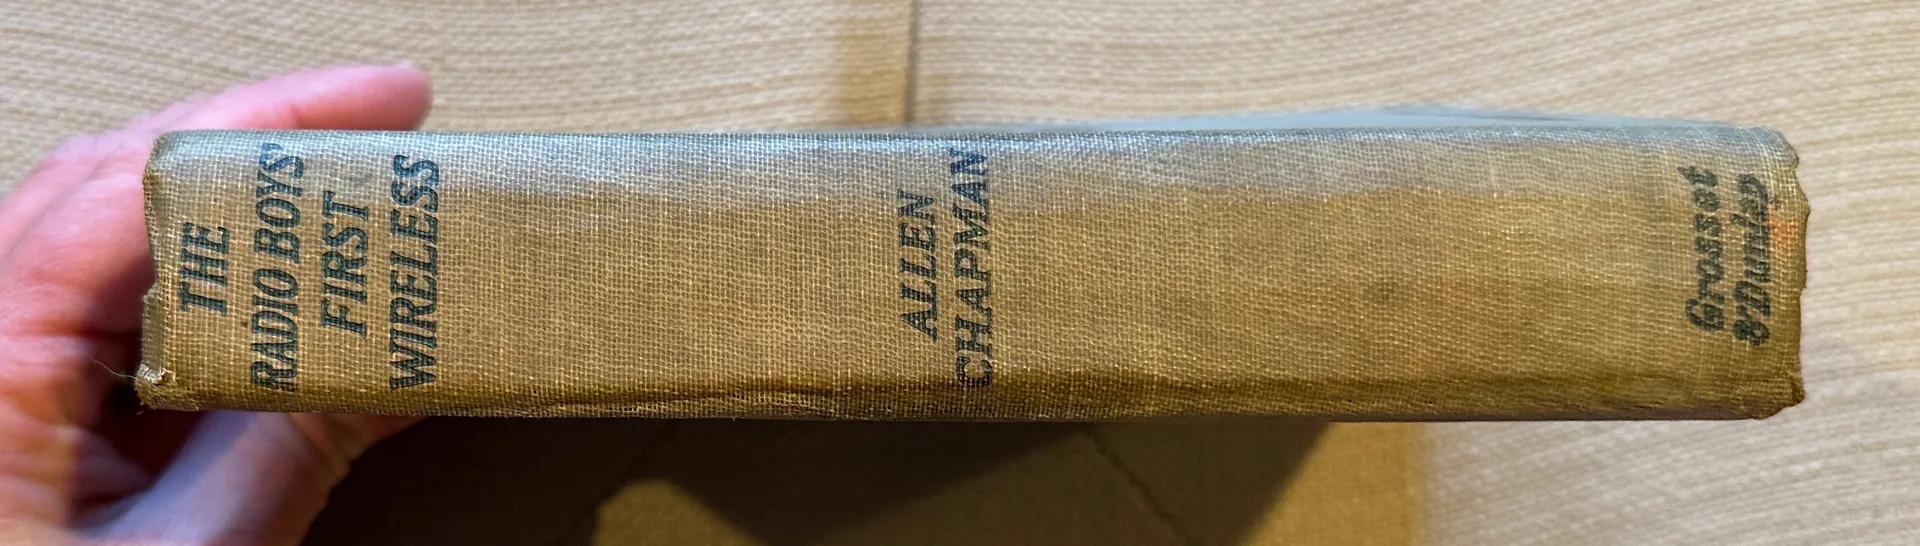 THE
RADIO BOYS'
FIRST
WIRELESS
ALLEN
CHAPMAN
Grosset
& Dunlap